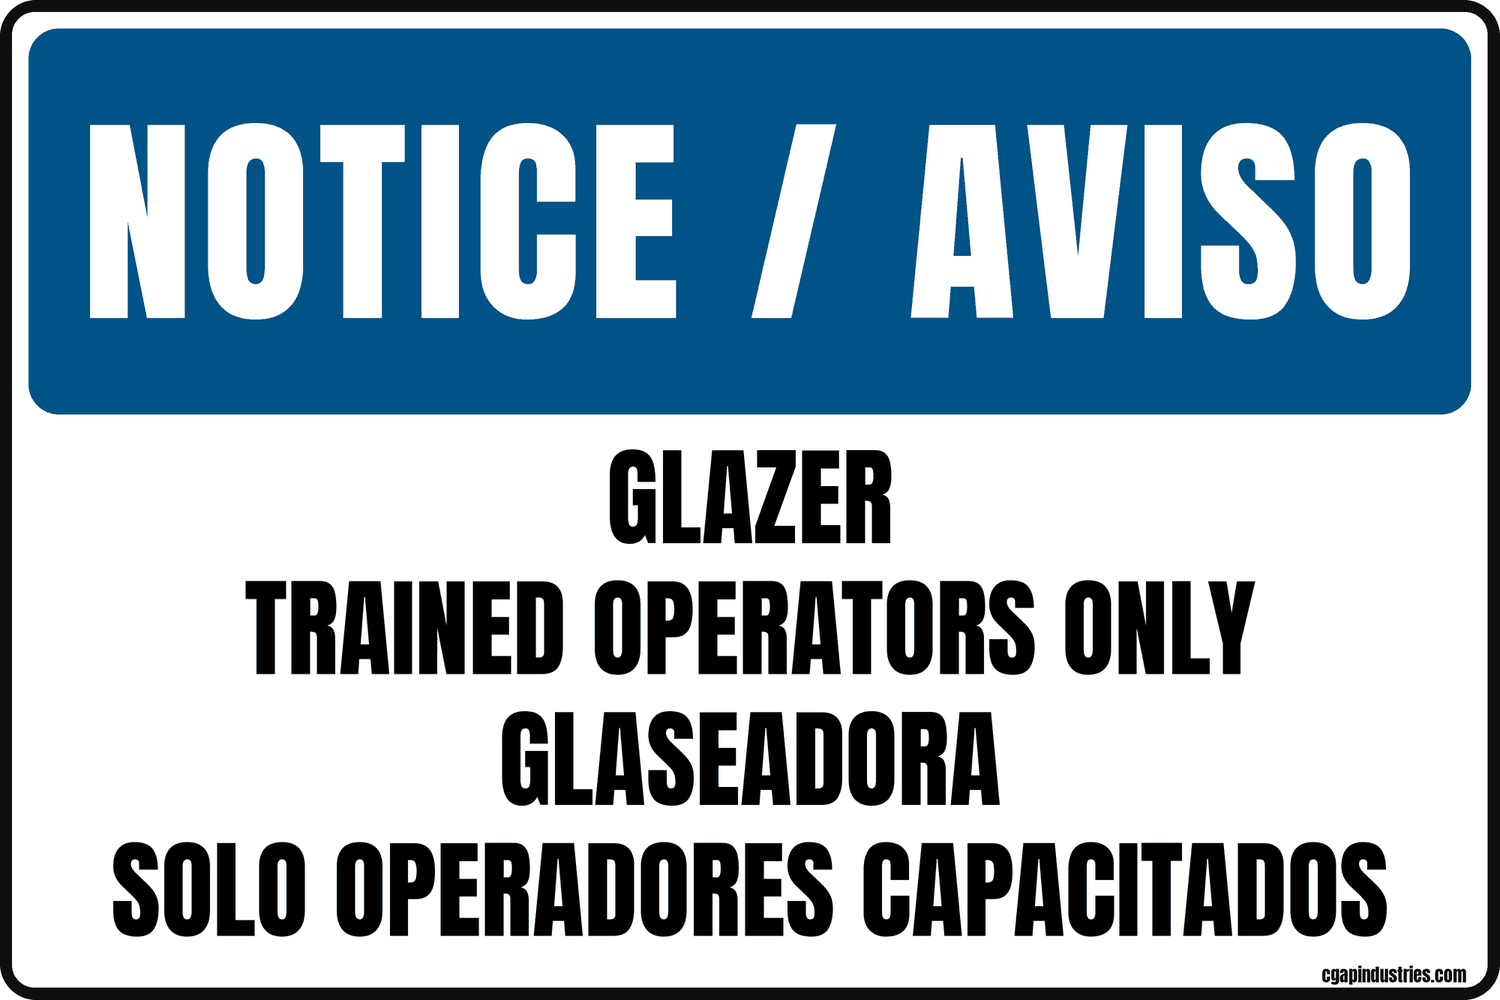 NOTICE / AVISO
GLAZER
TRAINED OPERATORS ONLY
GLASEADORA
SOLO OPERADORES CAPACITADOS
cgapindustries.com